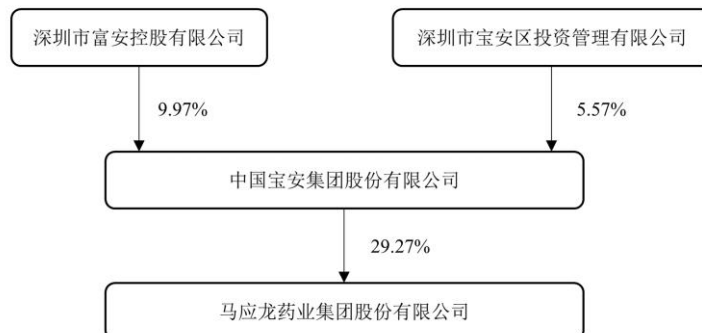 深圳市富安控股有限公司
深圳市宝安区投资管理有限公司
9.97%
5.57%
中国宝安集团股份有限公司
29.27%
马应龙药业集团股份有限公司